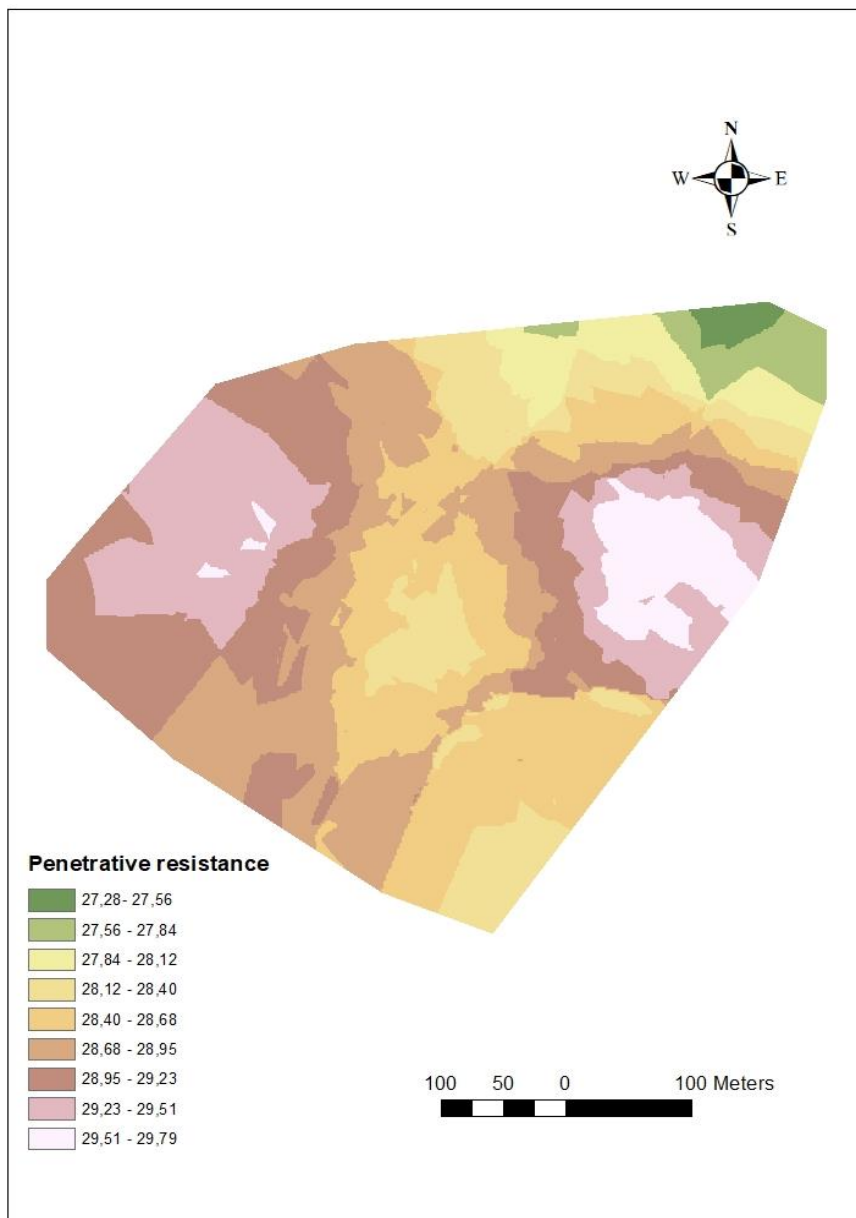 N
W E
S
Penetrative resistance
27,28- 27,56
27,56 - 27,84
27,84 - 28,12
28,12 - 28,40
28,40 - 28,68
28,68 - 28,95
28,95 - 29,23
29,23 - 29,51
29,51 - 29,79
100 50 0 100 Meters